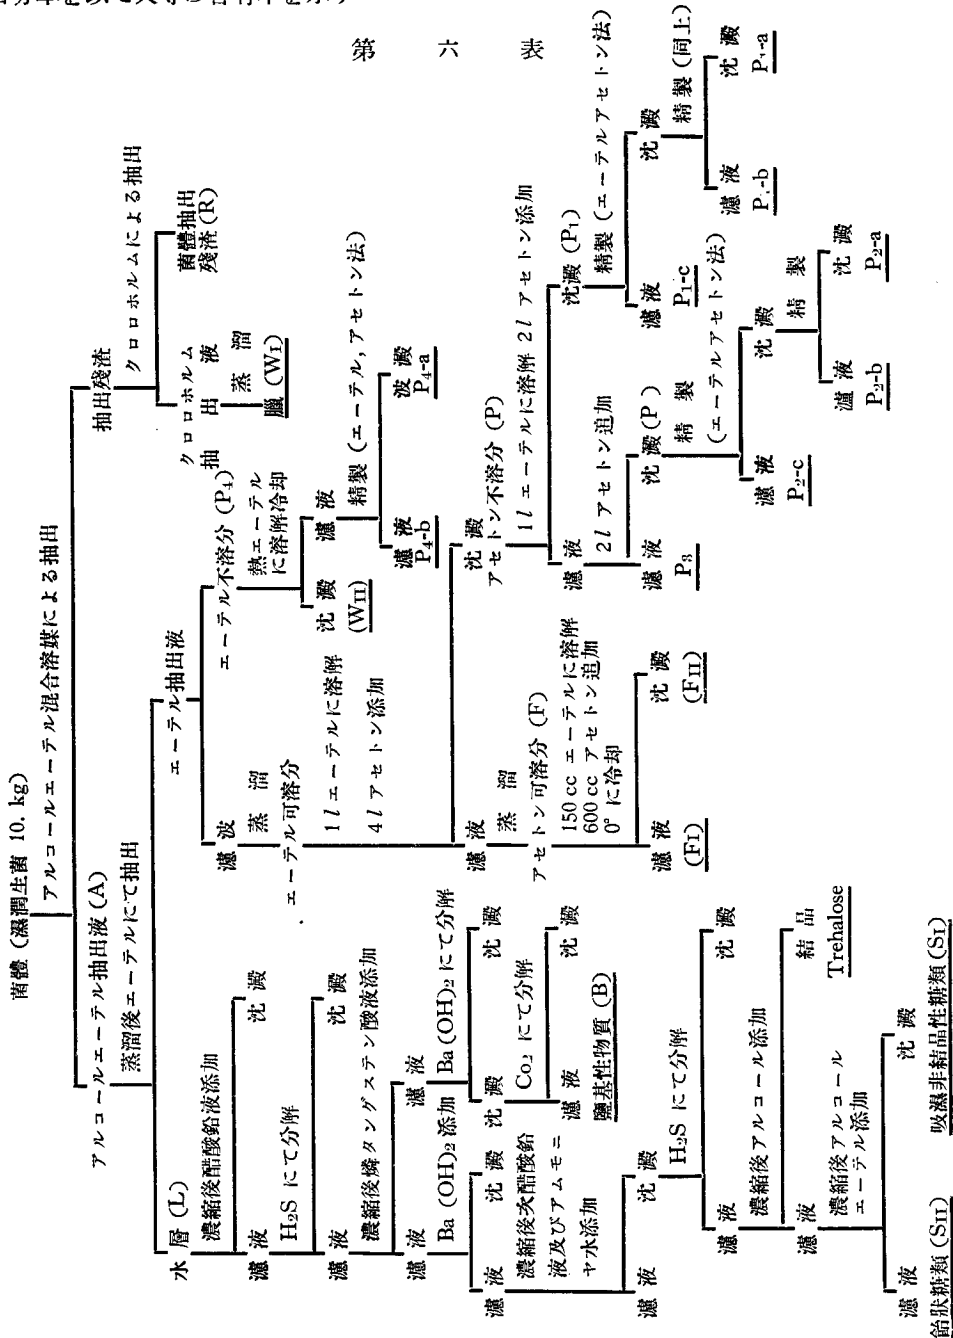 第六表
菌體 (濕潤生菌 10. kg)
アルコールエーテル混合溶媒による抽出
アルコールエーテル抽出液 (A)
蒸溜後エーテルにて抽出
抽出殘渣
クロロホルムによる抽出
クロロホルム
抽出液
蒸溜
臘 (WI)
菌體抽出
殘渣 (R)
水層 (L)
濃縮後醋酸鉛液添加
エーテル抽出液
濾液
沈澱
H2S にて分解
濾液
沈澱
濃縮後燐タングステン酸液添加
濾液
濾液
Ba (OH)2 添加
Ba (OH)2 にて分解
濾液
沈澱
沈澱
沈澱
濃縮後次醋酸鉛
液及びアムモニ
ヤ水添加
Co2 にて分解
濾液
沈澱
鹽基性物質 (B)
濾液
沈澱
H2S にて分解
濾液
沈澱
濃縮後アルコール添加
濾液
結晶
Trehalose
濃縮後アルコール
エーテル添加
濾液
飴狀糖類 (SII)
沈澱
吸濕非結晶性糖類 (SI)
濾波
蒸溜
エーテル可溶分
1 l エーテルに溶解
4 l アセトン添加
エーテル不溶分 (P4)
熱エーテル
に溶解冷却
沈澱
(WII)
濾液
精製 (エーテル, アセトン法)
濾液
P4-b
波澱
P4-a
濾液
蒸溜
アセトン可溶分 (F)
150 cc エーテルに溶解
600 cc アセトン追加
0° に冷却
濾液
(FI)
沈澱
(FII)
沈澱
アセトン不溶分 (P)
1 l エーテルに溶解 2 l アセトン添加
濾液
2 l アセトン追加
濾液
P3
沈澱 (P )
精製
(エーテルアセトン法)
濾液
P2-c
沈澱
精製
濾液
P2-b
沈澱
P2-a
沈澱 (P1)
精製 (エーテルアセトン法)
濾液
P1-c
沈澱
精製 (同上)
濾液
P1-b
沈澱
P1-a